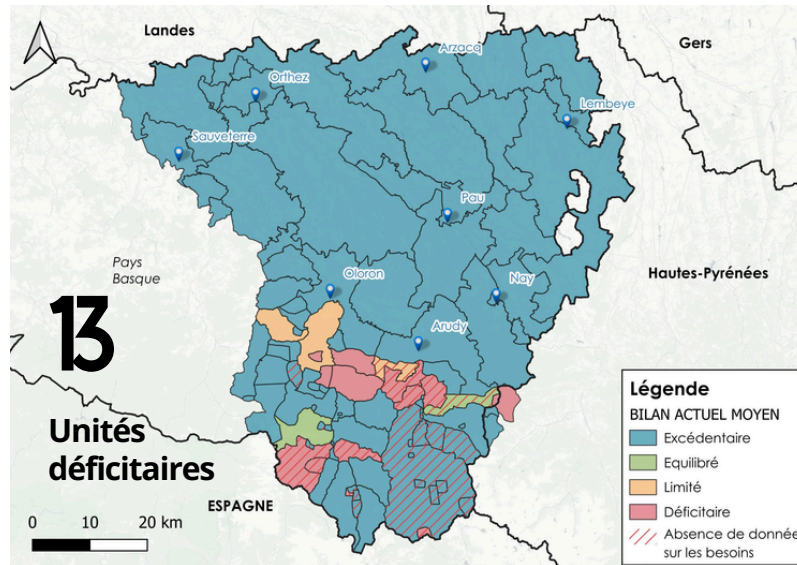 Landes
Gers
Arzacq
Orthez
Lembeye
Sauveterre
Pau
Pays
Basque
Oloron
Nay
Hautes-Pyrénées
13
Arudy
Unités
déficitaires
ESPAGNE
0 10 20 km
Légende
BILAN ACTUEL MOYEN
Excédentaire
Equilibré
Limité
Déficitaire
Absence de donnée
sur les besoins